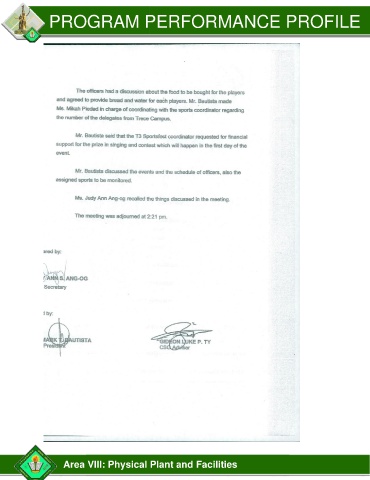 PROGRAM PERFORMANCE PROFILE
The officers had a discussion about the food to be bought for the players
and agreed to provide bread and water for each players. Mr. Bautista made
Ms. Mikah Pleded in charge of coordinating with the sports coordinator regarding
the number of the delegates from Trece Campus.
Mr. Bautista said that the T3 Sportsfest coordinator requested for financial
support for the prize in singing and contest which will happen in the first day of the
event.
Mr. Bautista discussed the events and the schedule of officers, also the
assigned sports to be monitored.
Ms. Judy Ann Ang-og recalled the things discussed in the meeting.
The meeting was adjourned at 2:21 pm.
ared by:
ANN S. ANG-OG
Secretary
d by:
MARK BAUTISTA
President
GIDEON LUKE P. TY
CSG Adviser
Area VIII: Physical Plant and Facilities